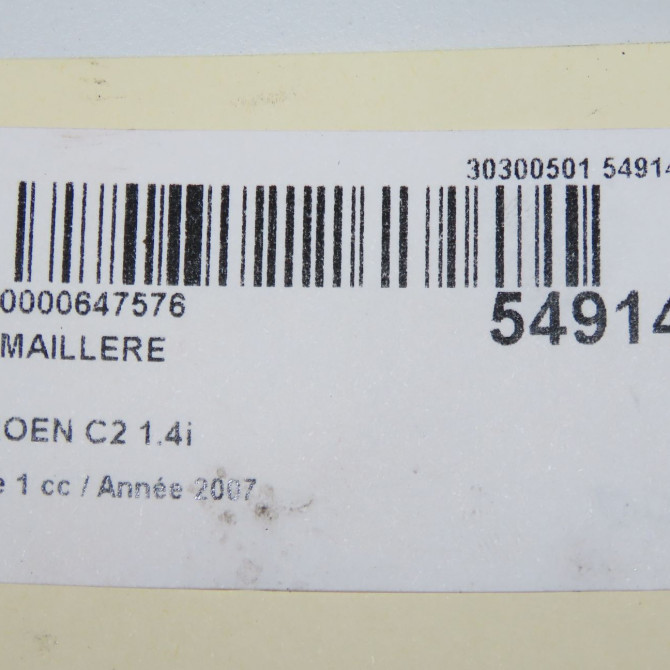 30300501 54914
0000647576
54914
MAILLERE
OEN C2 1.4i
e 1 cc / Année 2007